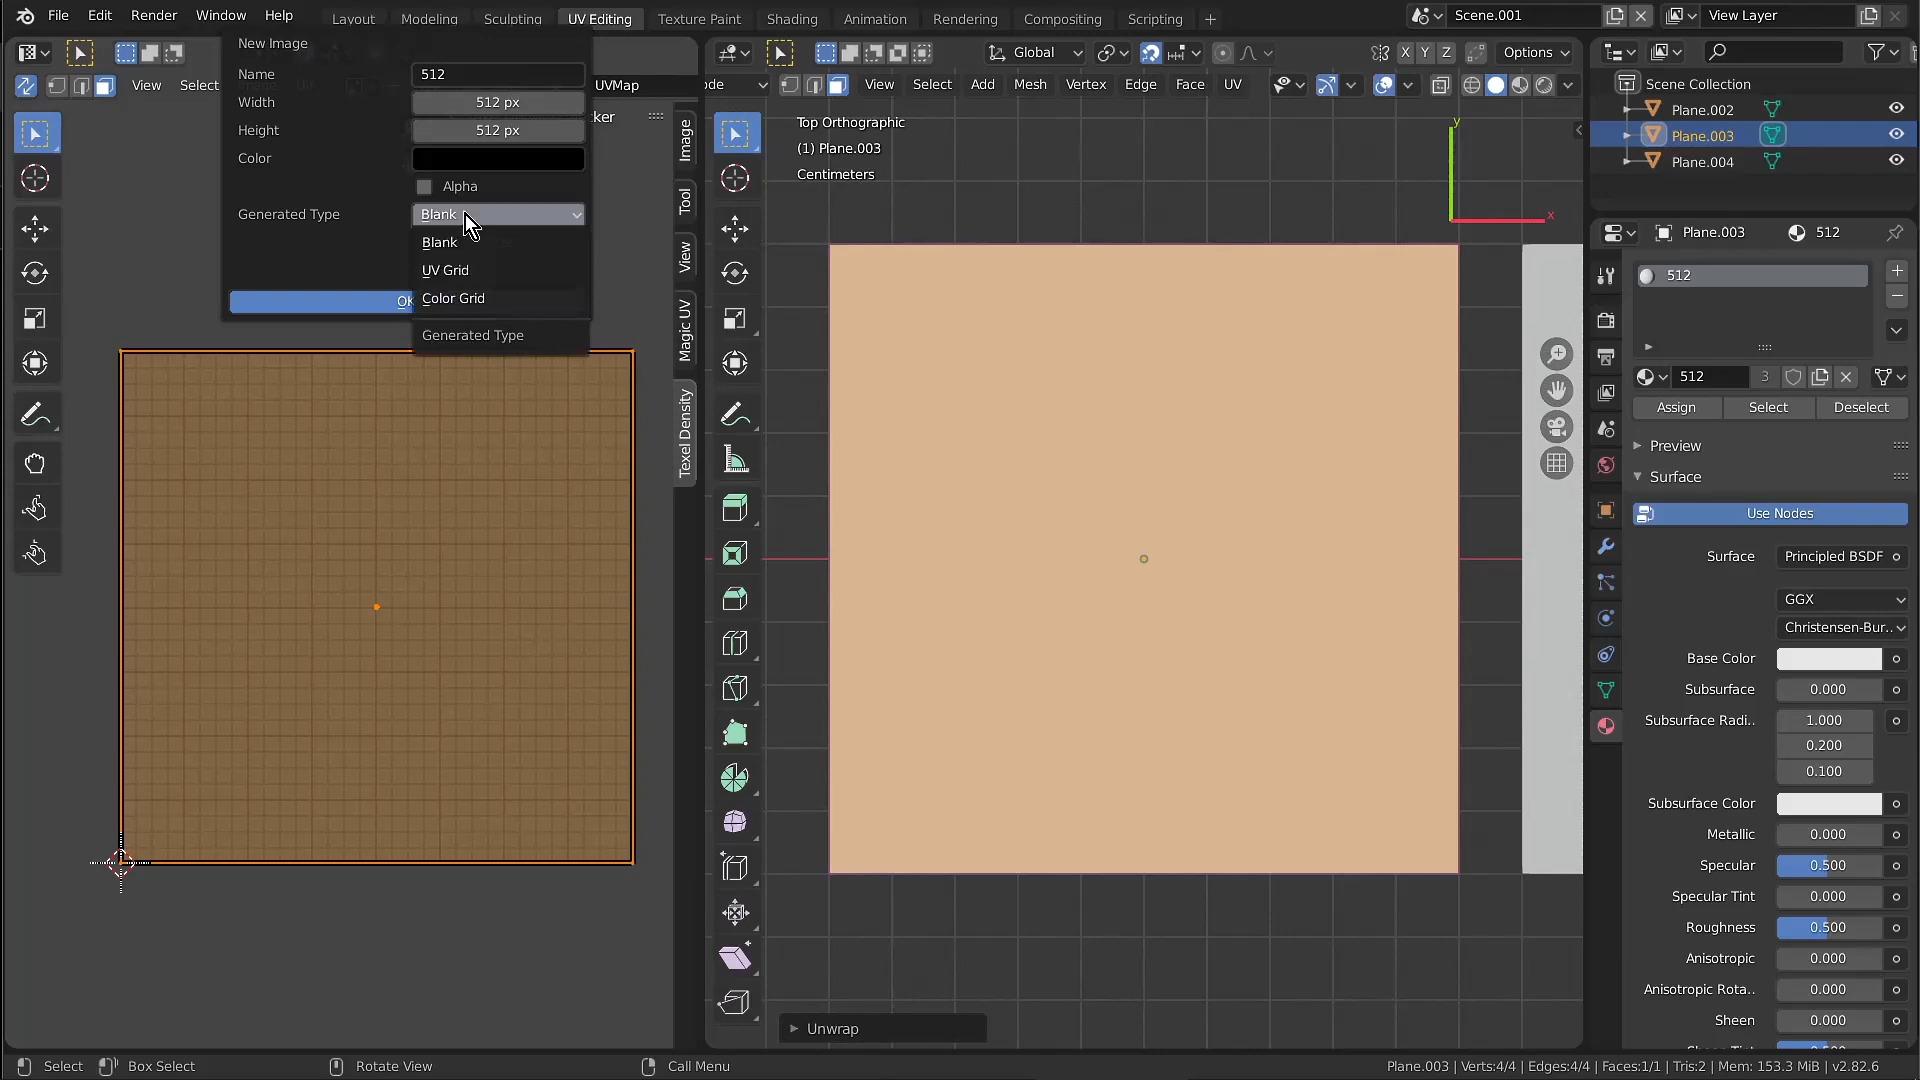 File Edit Render Window Help
Layout Modeling Sculpting UV Editing Texture Paint Shading Animation Rendering Compositing Scripting
Scene.001
View Layer
New Image
Name 512
Width 512 px
Height 512 px
Color
Alpha
Generated Type Blank
Blank
UV Grid
Color Grid
Generated Type
OK
View Select
UVMap
ker
Image
Tool
View
Magic UV
Texel Density
Global
X Y Z
Options
ode View Select Add Mesh Vertex Edge Face UV
Top Orthographic
(1) Plane.003
Centimeters
y
x
Unwrap
Scene Collection
Plane.002
Plane.003
Plane.004
Plane.003 512
512
512 3
Assign Select Deselect
Preview
Surface
Use Nodes
Surface Principled BSDF
GGX
Christensen-Bur..
Base Color
Subsurface 0.000
Subsurface Radi.. 1.000
0.200
0.100
Subsurface Color
Metallic 0.000
Specular 0.500
Specular Tint 0.000
Roughness 0.500
Anisotropic 0.000
Anisotropic Rota.. 0.000
Sheen 0.000
Select Box Select Rotate View Call Menu
Plane.003 | Verts:4/4 | Edges:4/4 | Faces:1/1 | Tris:2 | Mem: 153.3 MiB | v2.82.6